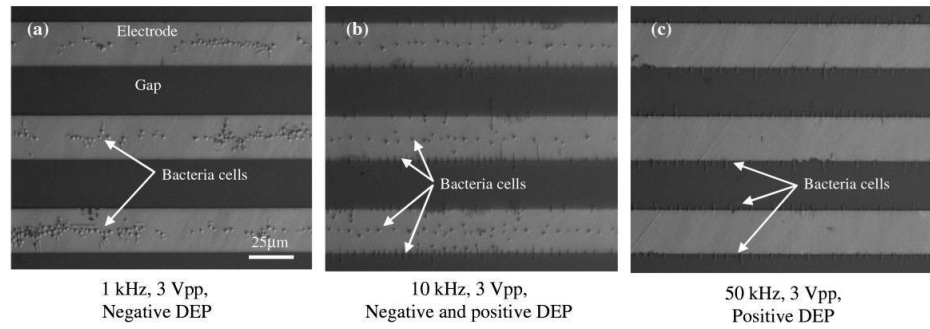 (a)
Electrode
Gap
Bacteria cells
25μm
1 kHz, 3 Vpp,
Negative DEP
(b)
Bacteria cells
10 kHz, 3 Vpp,
Negative and positive DEP
(c)
Bacteria cells
50 kHz, 3 Vpp,
Positive DEP